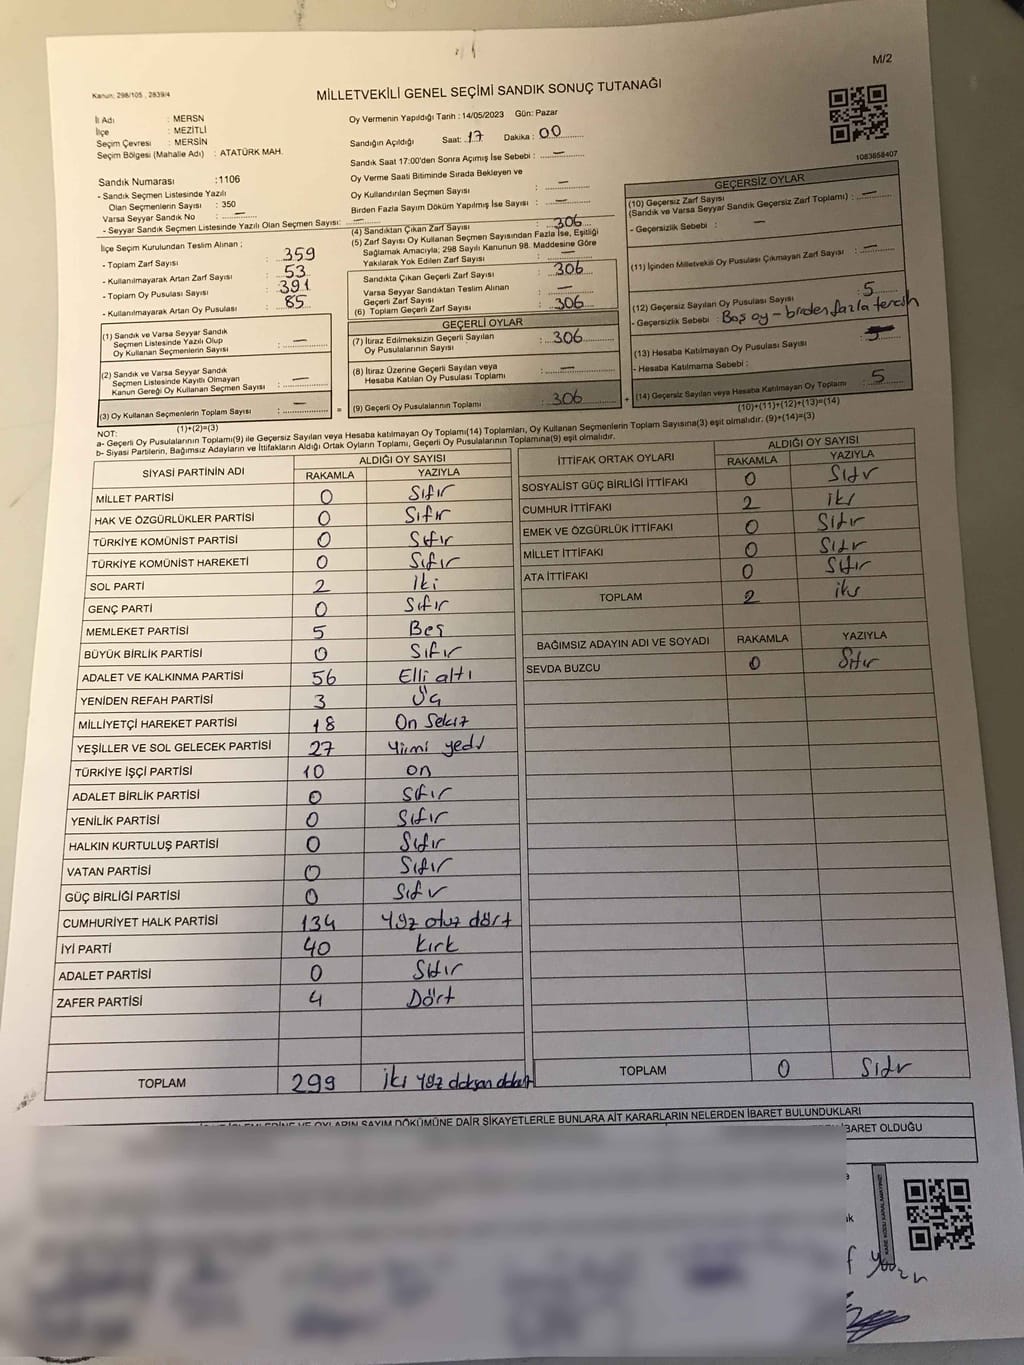 M/2
Kanun: 298/105 , 2839/4
MİLLETVEKİLİ GENEL SEÇİMİ SANDIK SONUÇ TUTANAĞI
İl Adı : MERSN
İlçe : MEZİTLİ
Seçim Çevresi : MERSİN
Seçim Bölgesi (Mahalle Adı) : ATATÜRK MAH.
Sandık Numarası :1106
- Sandık Seçmen Listesinde Yazılı
Olan Seçmenlerin Sayısı : 350
Varsa Seyyar Sandık No : —
- Seyyar Sandık Seçmen Listesinde Yazılı Olan Seçmen Sayısı: —
İlçe Seçim Kurulundan Teslim Alınan ;
- Toplam Zarf Sayısı : 359
- Kullanılmayarak Artan Zarf Sayısı : 53
- Toplam Oy Pusulası Sayısı : 391
- Kullanılmayarak Artan Oy Pusulası : 85
(1) Sandık ve Varsa Seyyar Sandık
Seçmen Listesinde Yazılı Olup
Oy Kullanan Seçmenlerin Sayısı : —
(2) Sandık ve Varsa Seyyar Sandık
Seçmen Listesinde Kayıtlı Olmayan
Kanun Gereği Oy Kullanan Seçmen Sayısı : —
(3) Oy Kullanan Seçmenlerin Toplam Sayısı : —
(1)+(2)=(3)
Oy Vermenin Yapıldığı Tarih : 14/05/2023 Gün: Pazar
Sandığın Açıldığı Saat: 17 Dakika : 00
Sandık Saat 17:00'den Sonra Açımış İse Sebebi : —
Oy Verme Saati Bitiminde Sırada Bekleyen ve
Oy Kullandırılan Seçmen Sayısı : —
Birden Fazla Sayım Döküm Yapılmış İse Sayısı : —
(4) Sandıktan Çıkan Zarf Sayısı : 306
(5) Zarf Sayısı Oy Kullanan Seçmen Sayısından Fazla İse, Eşitliği
Sağlamak Amacıyla; 298 Sayılı Kanunun 98. Maddesine Göre
Yakılarak Yok Edilen Zarf Sayısı : —
Sandıkta Çıkan Geçerli Zarf Sayısı : 306
Varsa Seyyar Sandıktan Teslim Alınan
Geçerli Zarf Sayısı : —
(6) Toplam Geçerli Zarf Sayısı : 306
GEÇERLİ OYLAR
(7) İtiraz Edilmeksizin Geçerli Sayılan
Oy Pusulalarının Sayısı : 306
(8) İtiraz Üzerine Geçerli Sayılan veya
Hesaba Katılan Oy Pusulası Toplamı : —
= (9) Geçerli Oy Pusulalarının Toplamı : 306 +
1083658407
GEÇERSİZ OYLAR
(10) Geçersiz Zarf Sayısı
(Sandık ve Varsa Seyyar Sandık Geçersiz Zarf Toplamı) : —
- Geçersizlik Sebebi : —
(11) İçinden Milletvekili Oy Pusulası Çıkmayan Zarf Sayısı : —
(12) Geçersiz Sayılan Oy Pusulası Sayısı : 5
- Geçersizlik Sebebi : Boş oy – birden fazla tercih
(13) Hesaba Katılmayan Oy Pusulası Sayısı
- Hesaba Katılmama Sebebi :
(14) Geçersiz Sayılan veya Hesaba Katılmayan Oy Toplamı : 5
(10)+(11)+(12)+(13)=(14)
NOT:
a- Geçerli Oy Pusulalarının Toplamı(9) ile Geçersiz Sayılan veya Hesaba katılmayan Oy Toplamı(14) Toplamları, Oy Kullanan Seçmenlerin Toplam Sayısına(3) eşit olmalıdır. (9)+(14)=(3)
b- Siyasi Partilerin, Bağımsız Adayların ve İttifakların Aldığı Ortak Oyların Toplamı, Geçerli Oy Pusulalarının Toplamına(9) eşit olmalıdır.
SİYASİ PARTİNİN ADI ALDIĞI OY SAYISI
RAKAMLA YAZIYLA
MİLLET PARTİSİ 0 Sıfır
HAK VE ÖZGÜRLÜKLER PARTİSİ 0 Sıfır
TÜRKİYE KOMÜNİST PARTİSİ 0 Sıfır
TÜRKİYE KOMÜNİST HAREKETİ 0 Sıfır
SOL PARTİ 2 İki
GENÇ PARTİ 0 Sıfır
MEMLEKET PARTİSİ 5 Beş
BÜYÜK BİRLİK PARTİSİ 0 Sıfır
ADALET VE KALKINMA PARTİSİ 56 Elli altı
YENİDEN REFAH PARTİSİ 3 Üç
MİLLİYETÇİ HAREKET PARTİSİ 18 On Sekiz
YEŞİLLER VE SOL GELECEK PARTİSİ 27 Yirmi yedi
TÜRKİYE İŞÇİ PARTİSİ 10 on
ADALET BİRLİK PARTİSİ 0 Sıfır
YENİLİK PARTİSİ 0 Sıfır
HALKIN KURTULUŞ PARTİSİ 0 Sıfır
VATAN PARTİSİ 0 Sıfır
GÜÇ BİRLİĞİ PARTİSİ 0 Sıfır
CUMHURİYET HALK PARTİSİ 134 Yüz otuz dört
İYİ PARTİ 40 Kırk
ADALET PARTİSİ 0 Sıfır
ZAFER PARTİSİ 4 Dört
TOPLAM 299 İki yüz doksan dokuz
İTTİFAK ORTAK OYLARI ALDIĞI OY SAYISI
RAKAMLA YAZIYLA
SOSYALİST GÜÇ BİRLİĞİ İTTİFAKI 0 Sıfır
CUMHUR İTTİFAKI 2 iki
EMEK VE ÖZGÜRLÜK İTTİFAKI 0 Sıfır
MİLLET İTTİFAKI 0 Sıfır
ATA İTTİFAKI 0 Sıfır
TOPLAM 2 iki
BAĞIMSIZ ADAYIN ADI VE SOYADI RAKAMLA YAZIYLA
SEVDA BUZCU 0 Sıfır
TOPLAM 0 Sıfır
OYLARIN SAYIM DÖKÜMÜNE DAİR ŞİKAYETLERLE BUNLARA AİT KARARLARIN NELERDEN İBARET BULUNDUKLARI
İBARET OLDUĞU